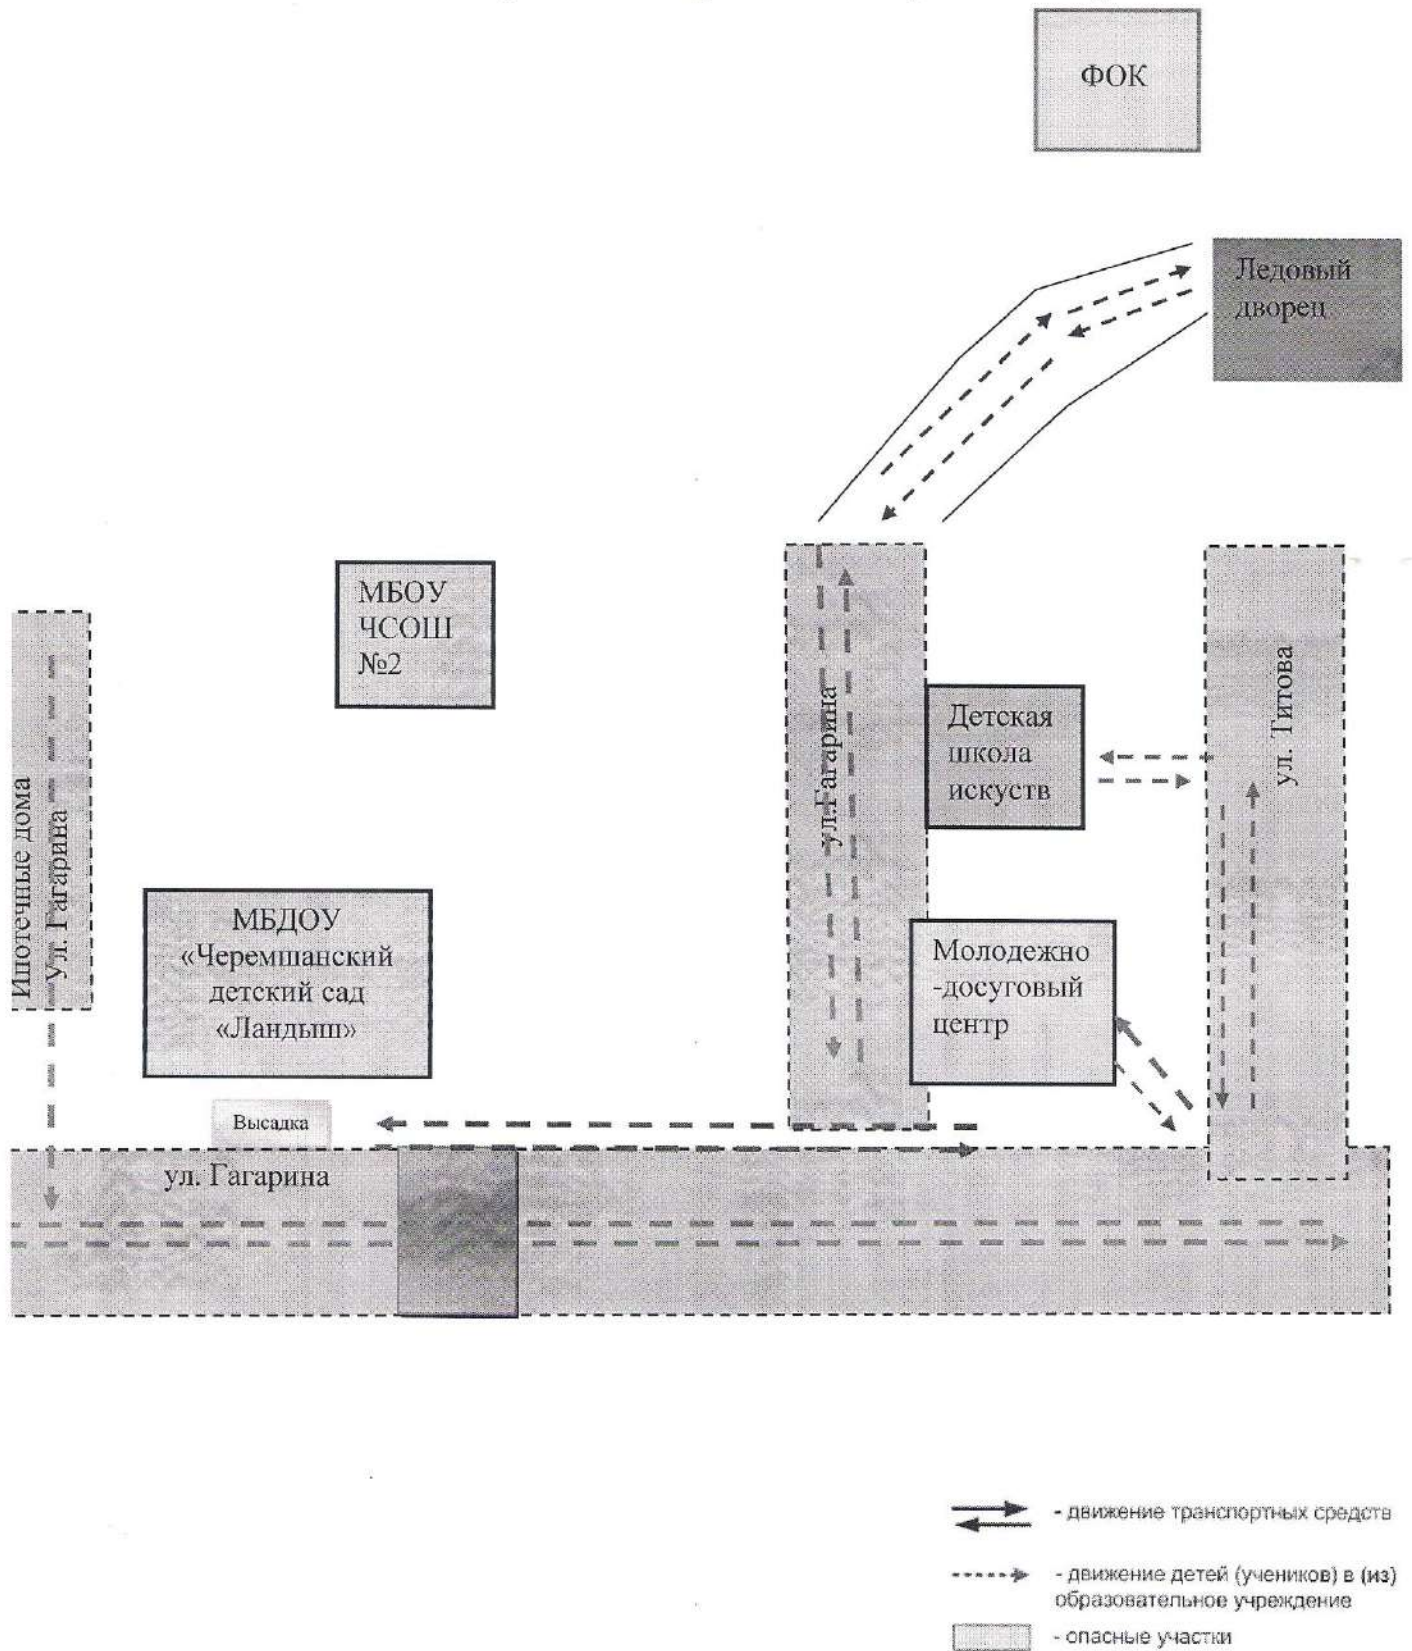 ФОК
Ледовый
дворец
МБОУ
ЧСОШ
№2
ул.Гагарина
Детская
школа
искуств
ул. Титова
Ипотечные дома
Ул. Гагарина
МБДОУ
«Черемшанский
детский сад
«Ландыш»
Молодежно
-досуговый
центр
Высадка
ул. Гагарина
- движение транспортных средств
- движение детей (учеников) в (из)
образовательное учреждение
- опасные участки